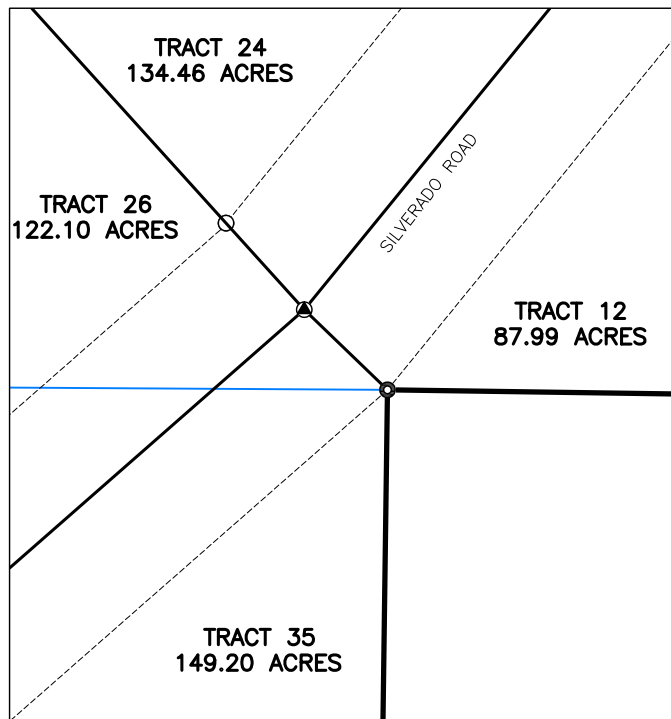 TRACT 24
134.46 ACRES
TRACT 26
122.10 ACRES
SILVERADO ROAD
TRACT 12
87.99 ACRES
TRACT 35
149.20 ACRES